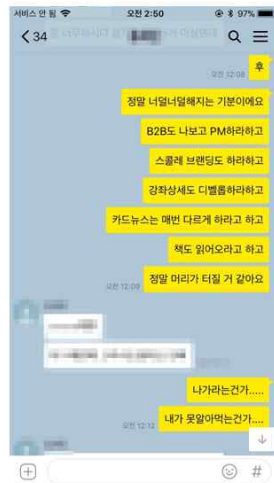 서비스 안 됨
오전 2:50
97%
34
오전 12:08
후
정말 너덜너덜해지는 기분이에요
B2B도 나보고 PM하라하고
스콜레 브랜딩도 하라하고
강좌상세도 디벨롭하라하고
카드뉴스는 매번 다르게 하라고 하고
책도 읽어오라고 하고
오전 12:09
정말 머리가 터질 거 같아요
나가라는건가.....
오전 12:12
내가 못알아먹는건가....
#